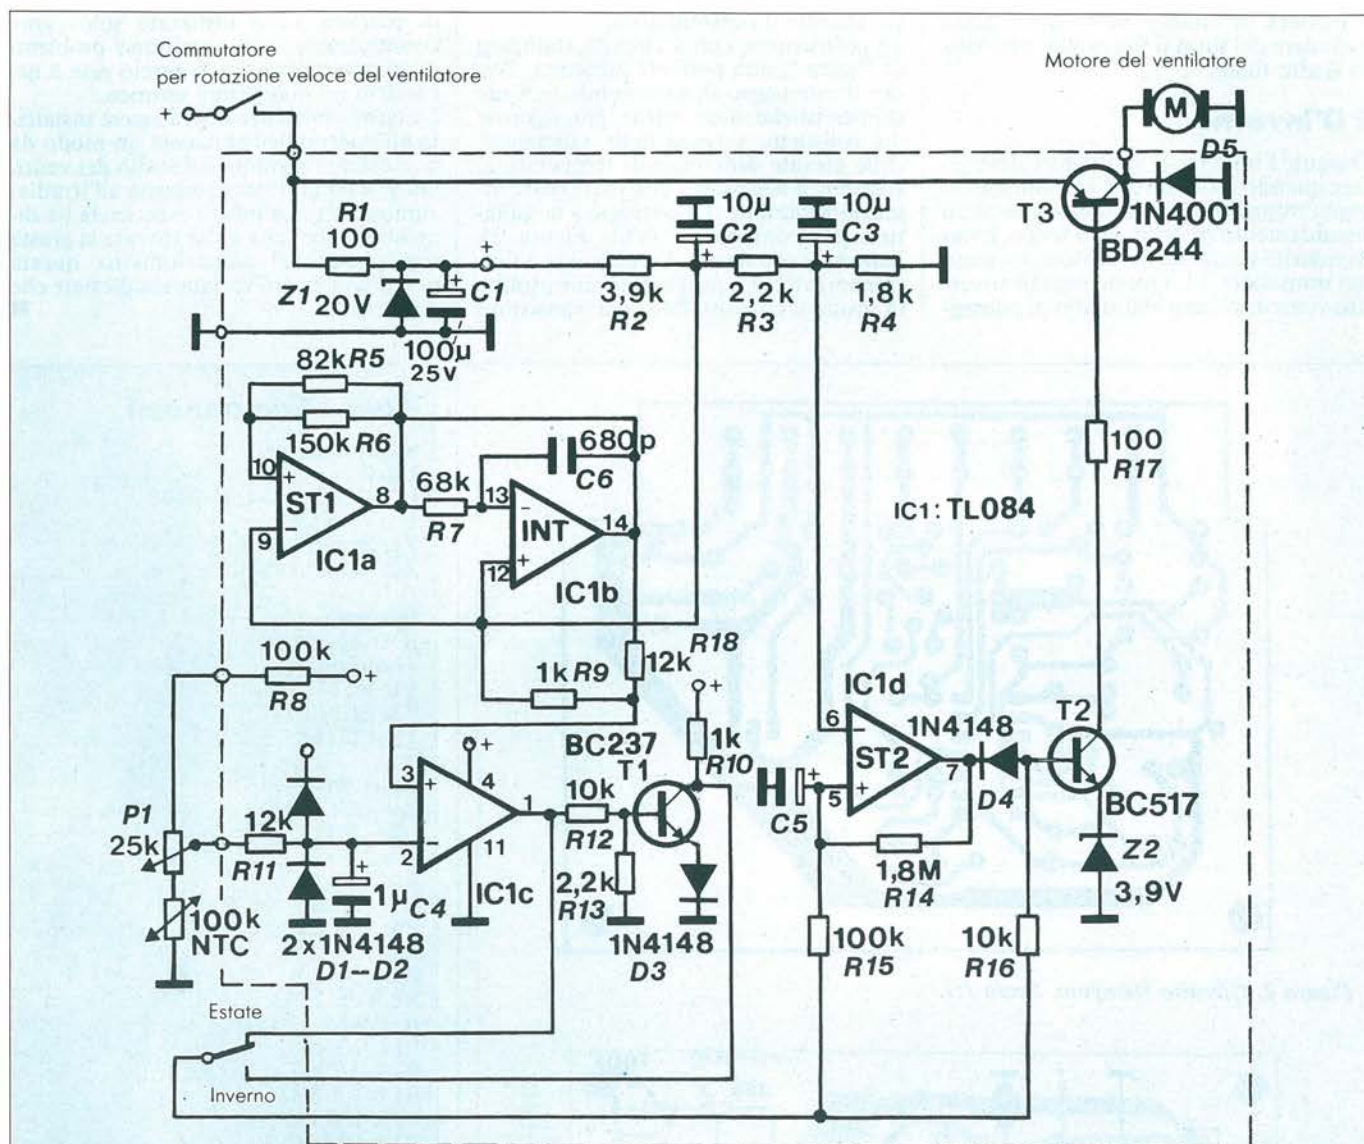 Commutatore
per rotazione veloce del ventilatore
Motore del ventilatore
+
M
D5
1N4001
T3
BD244
R1
100
Z1
20V
+
C1
100µ
25v
10µ
C2
10µ
C3
3,9k
R2
2,2k
R3
1,8k
R4
82k R5
150k R6
10
+
ST1
8
9
−
IC1a
68k
R7
680p
C6
13
−
INT
14
+
12
IC1b
100
R17
IC1: TL084
R18
12k
1k R9
100k
R8
+
+
1k
R10
BC237
T1
IC1d
6
−
ST2
7
+
5
1N4148
D4
T2
BC517
C5
P1
25k
12k
R11
100k
NTC
2x1N4148
D1–D2
1µ C4
3
+
4
+
−
2
1
11
IC1c
10k
R12
2,2k
R13
1N4148
D3
1,8M
R14
100k
R15
10k
R16
Z2
3,9V
Estate
Inverno